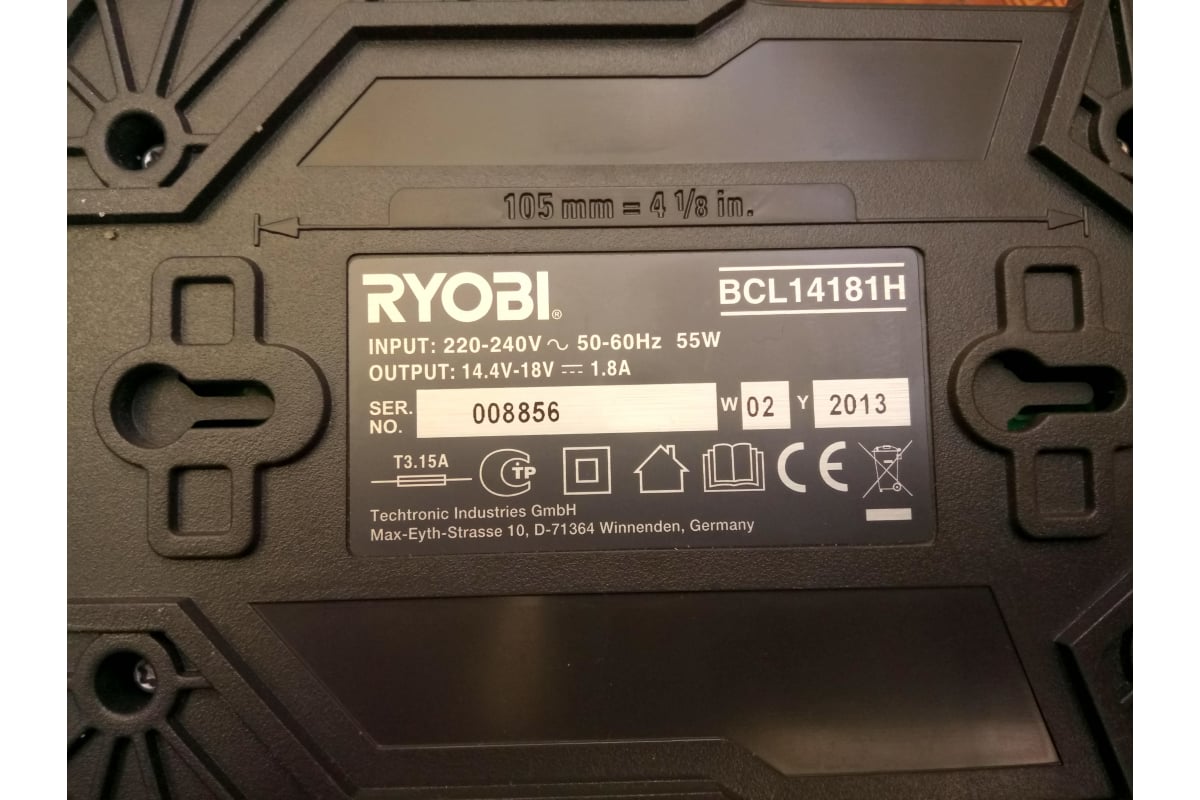 105 mm = 4 1/8 in.
RYOBI®
BCL14181H
INPUT: 220-240V ~ 50-60Hz 55W
OUTPUT: 14.4V-18V ⎓ 1.8A
SER. NO. 008856 W 02 Y 2013
T3.15A
СТР
CE
Techtronic Industries GmbH
Max-Eyth-Strasse 10, D-71364 Winnenden, Germany